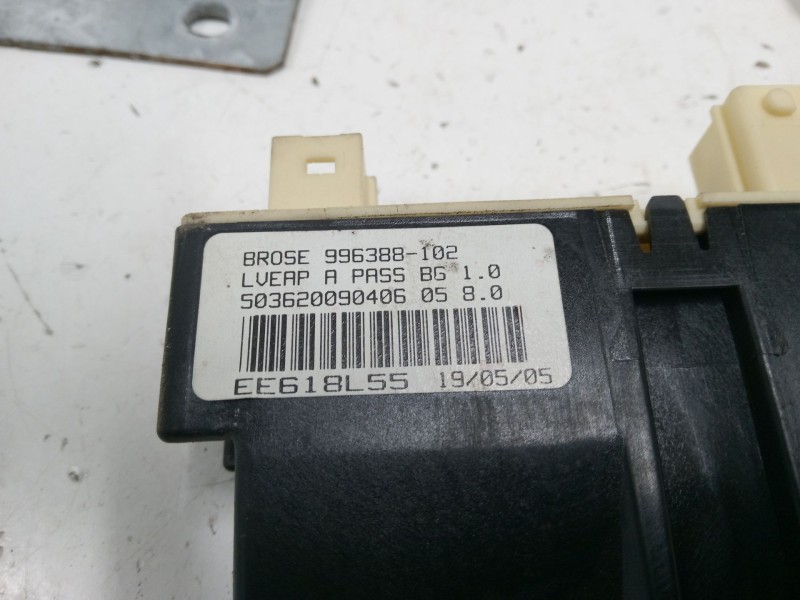 BROSE 996388-102
LVEAP A PASS BG 1.0
503620090406 05 8.0
EE618L55 19/05/05